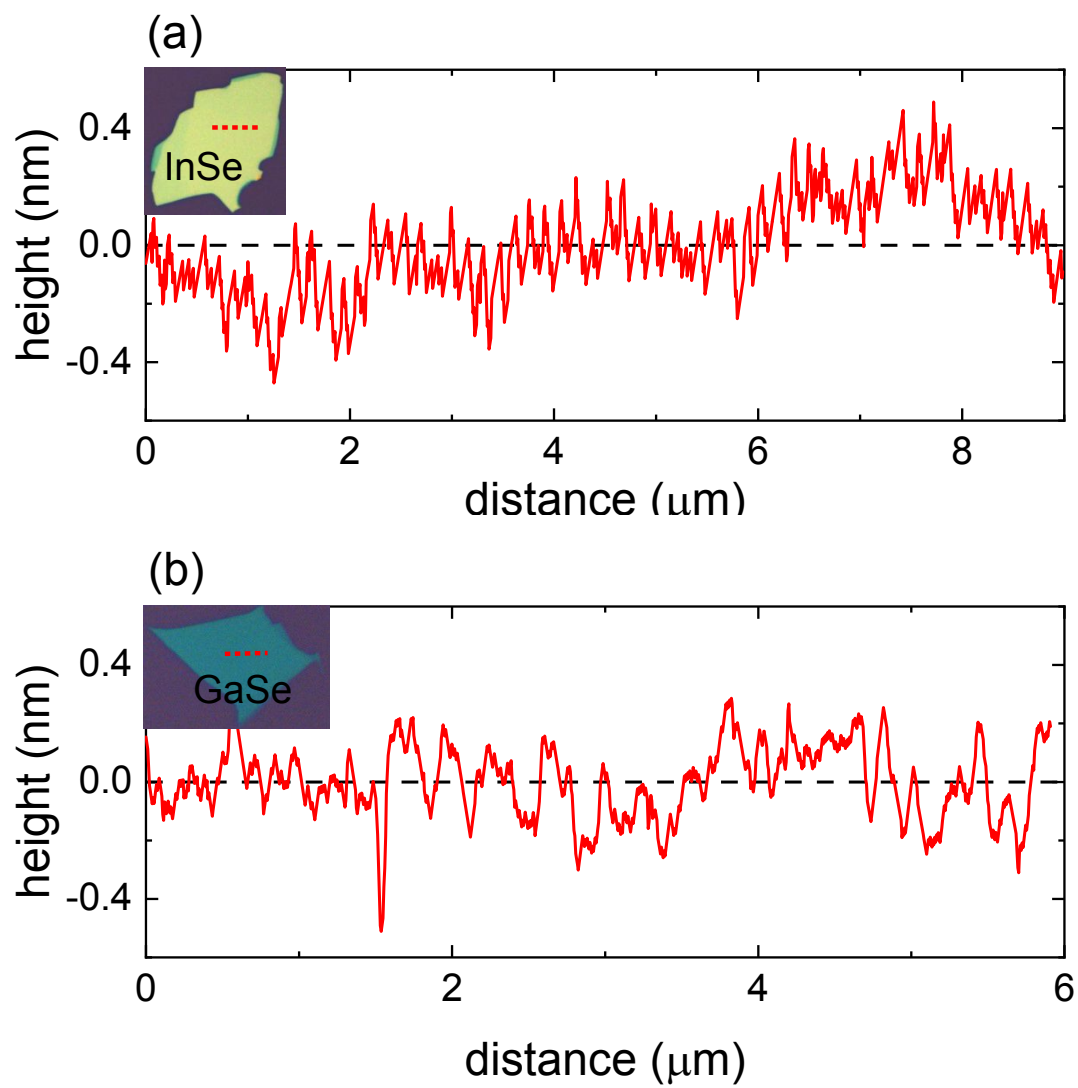 (a)
InSe
height (nm)
0.4
0.0
-0.4
0 2 4 6 8
distance (μm)
(b)
GaSe
height (nm)
0.4
0.0
-0.4
0 2 4 6
distance (μm)